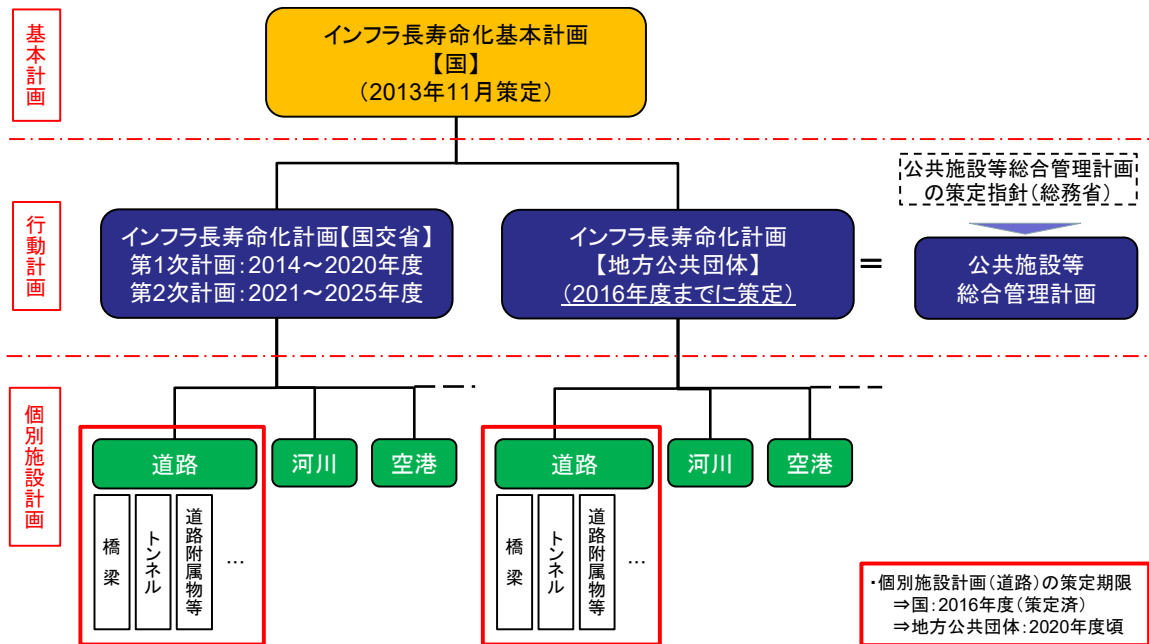 基本計画
インフラ長寿命化基本計画
【国】
(2013年11月策定)
公共施設等総合管理計画
の策定指針(総務省)
行動計画
インフラ長寿命化計画【国交省】
第1次計画:2014～2020年度
第2次計画:2021～2025年度
インフラ長寿命化計画
【地方公共団体】
(2016年度までに策定)
=
公共施設等
総合管理計画
個別施設計画
道路
河川
空港
橋梁
トンネル
道路附属物等
…
道路
河川
空港
橋梁
トンネル
道路附属物等
…
・個別施設計画(道路)の策定期限
⇒国:2016年度(策定済)
⇒地方公共団体:2020年度頃